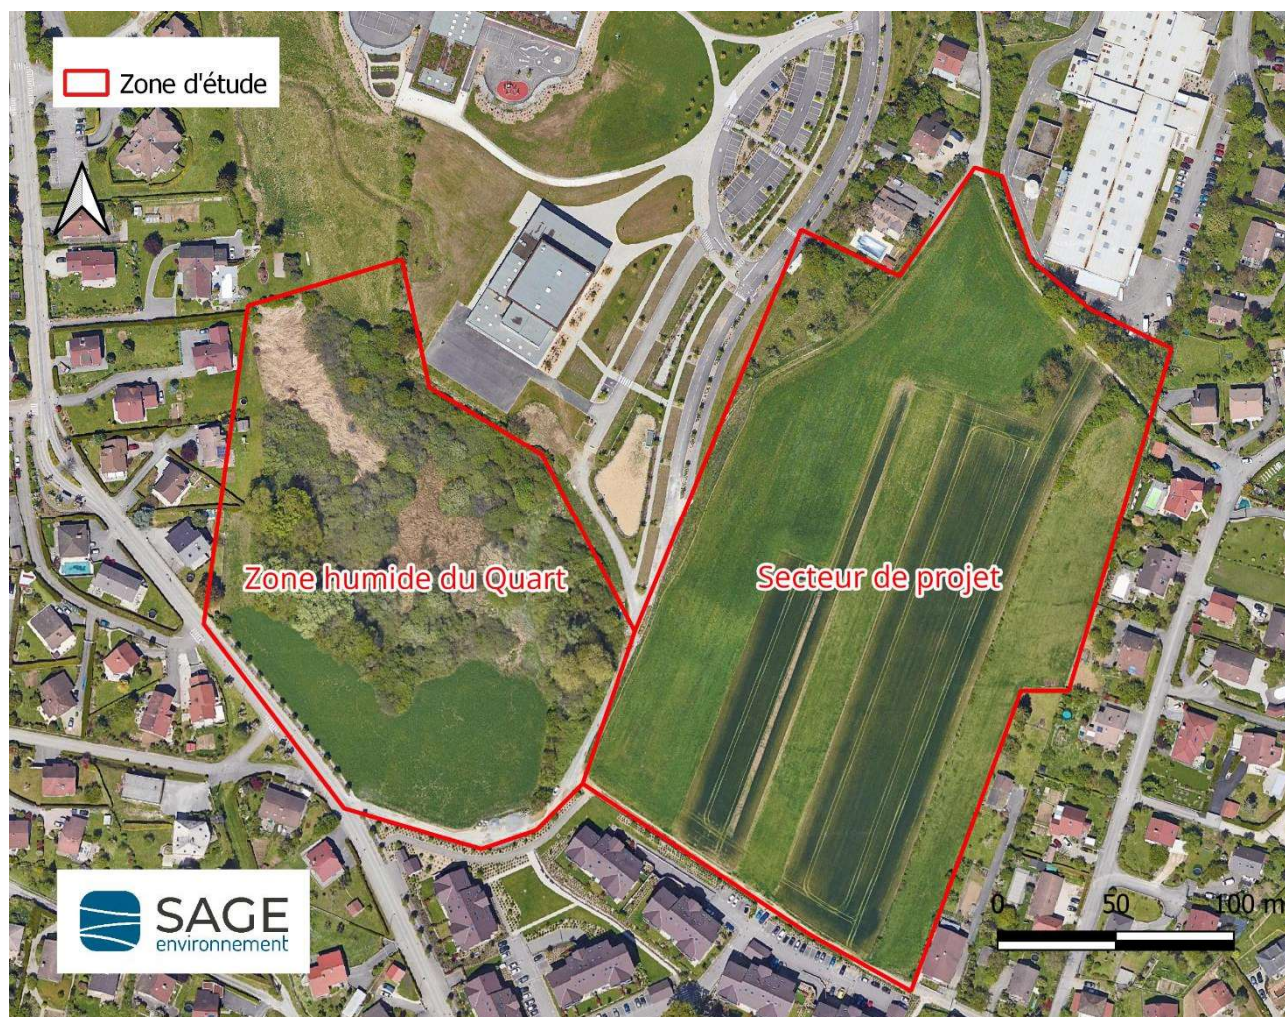 Zone d'étude
Zone humide du Quart
Secteur de projet
SAGE
environnement
0 50 100 m